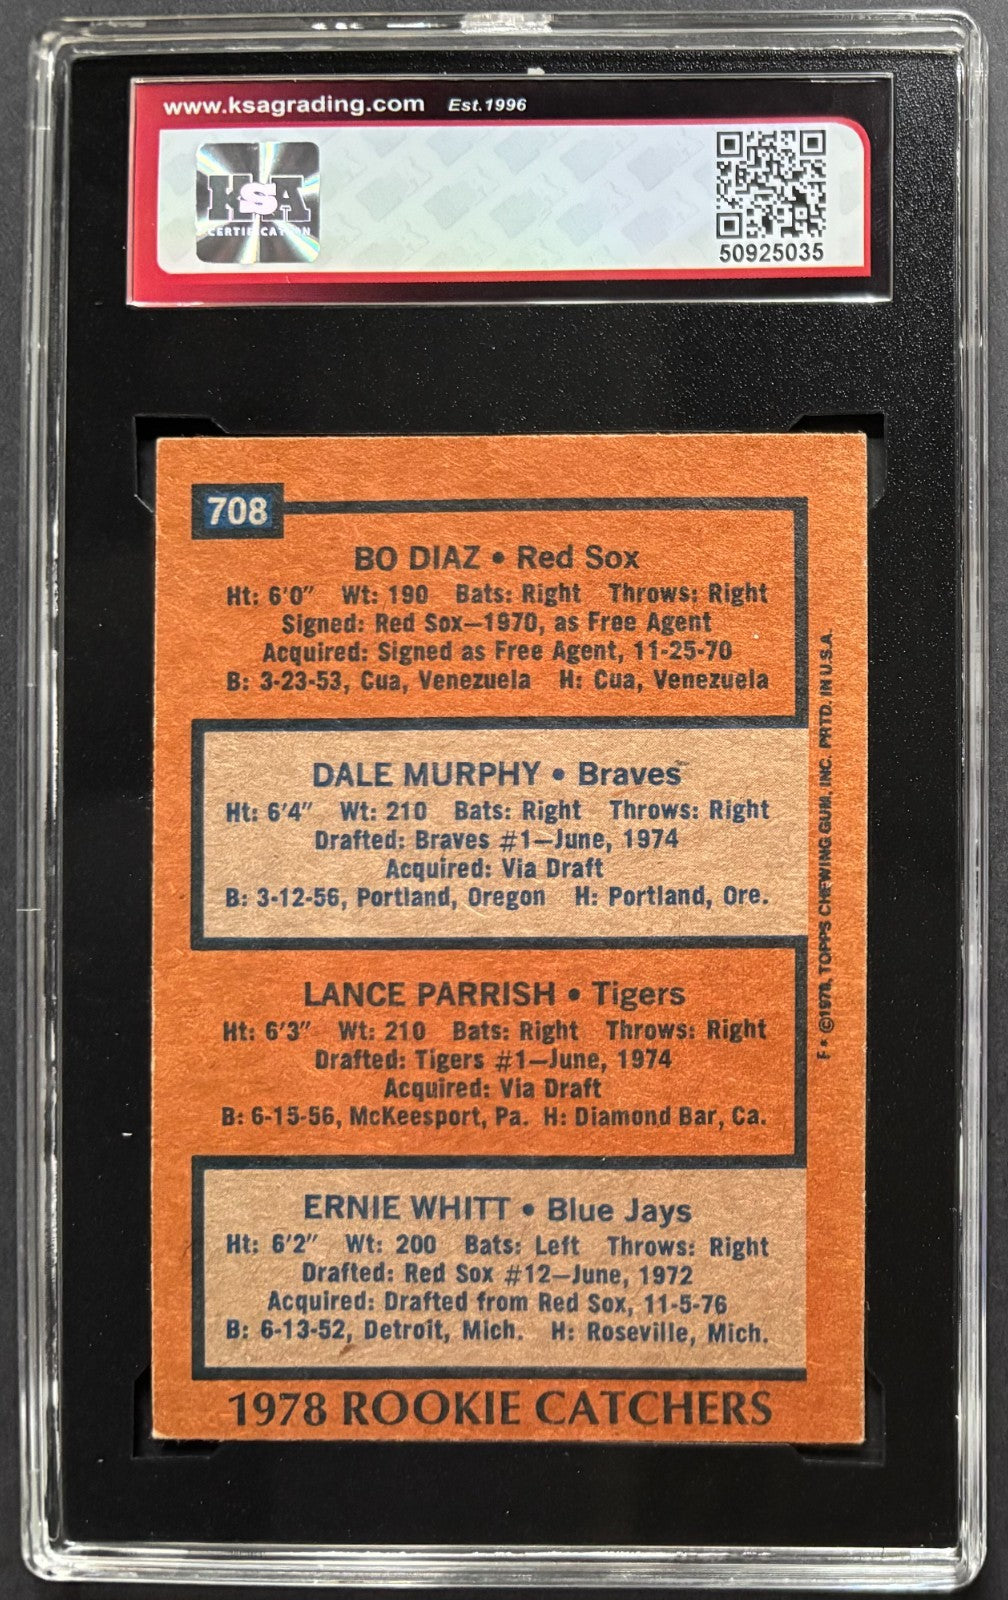 www.ksagrading.com Est.1996
KSA
CERTIFICATION
50925035
708
BO DIAZ • Red Sox
Ht: 6'0" Wt: 190 Bats: Right Throws: Right
Signed: Red Sox—1970, as Free Agent
Acquired: Signed as Free Agent, 11-25-70
B: 3-23-53, Cua, Venezuela H: Cua, Venezuela
DALE MURPHY • Braves
Ht: 6'4" Wt: 210 Bats: Right Throws: Right
Drafted: Braves #1—June, 1974
Acquired: Via Draft
B: 3-12-56, Portland, Oregon H: Portland, Ore.
LANCE PARRISH • Tigers
Ht: 6'3" Wt: 210 Bats: Right Throws: Right
Drafted: Tigers #1—June, 1974
Acquired: Via Draft
B: 6-15-56, McKeesport, Pa. H: Diamond Bar, Ca.
ERNIE WHITT • Blue Jays
Ht: 6'2" Wt: 200 Bats: Left Throws: Right
Drafted: Red Sox #12—June, 1972
Acquired: Drafted from Red Sox, 11-5-76
B: 6-13-52, Detroit, Mich. H: Roseville, Mich.
1978 ROOKIE CATCHERS
F* ©1978, TOPPS CHEWING GUM, INC. PRTD. IN U.S.A.